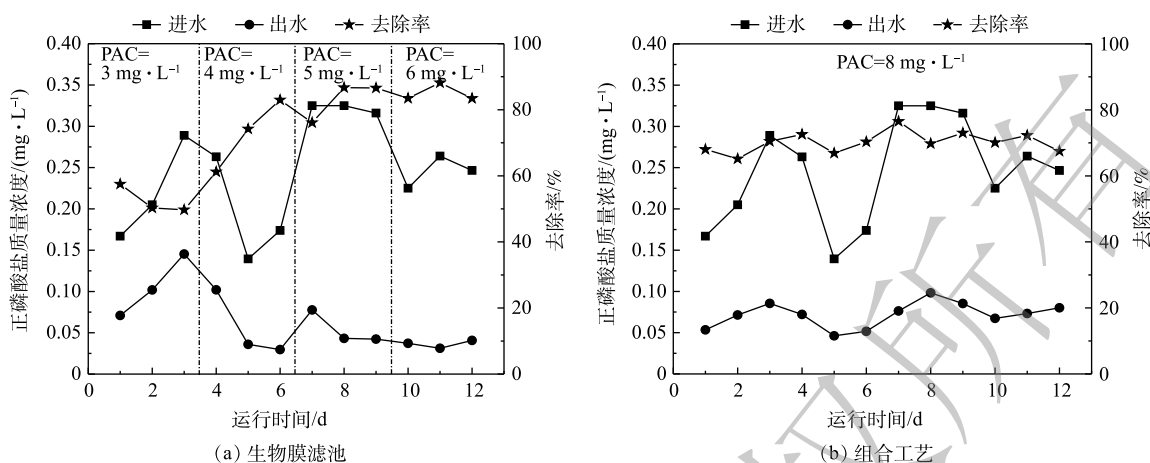 进水 出水 去除率
0.40
0.35
0.30
0.25
0.20
0.15
0.10
0.05
0
正磷酸盐质量浓度/(mg·L⁻¹)
PAC=
3 mg·L⁻¹
PAC=
4 mg·L⁻¹
PAC=
5 mg·L⁻¹
PAC=
6 mg·L⁻¹
100
80
60
40
20
0
去除率/%
0 2 4 6 8 10 12
运行时间/d
(a) 生物膜滤池
进水 出水 去除率
0.40
0.35
0.30
0.25
0.20
0.15
0.10
0.05
0
正磷酸盐质量浓度/(mg·L⁻¹)
PAC=8 mg·L⁻¹
100
80
60
40
20
0
去除率/%
0 2 4 6 8 10 12
运行时间/d
(b) 组合工艺
权所有